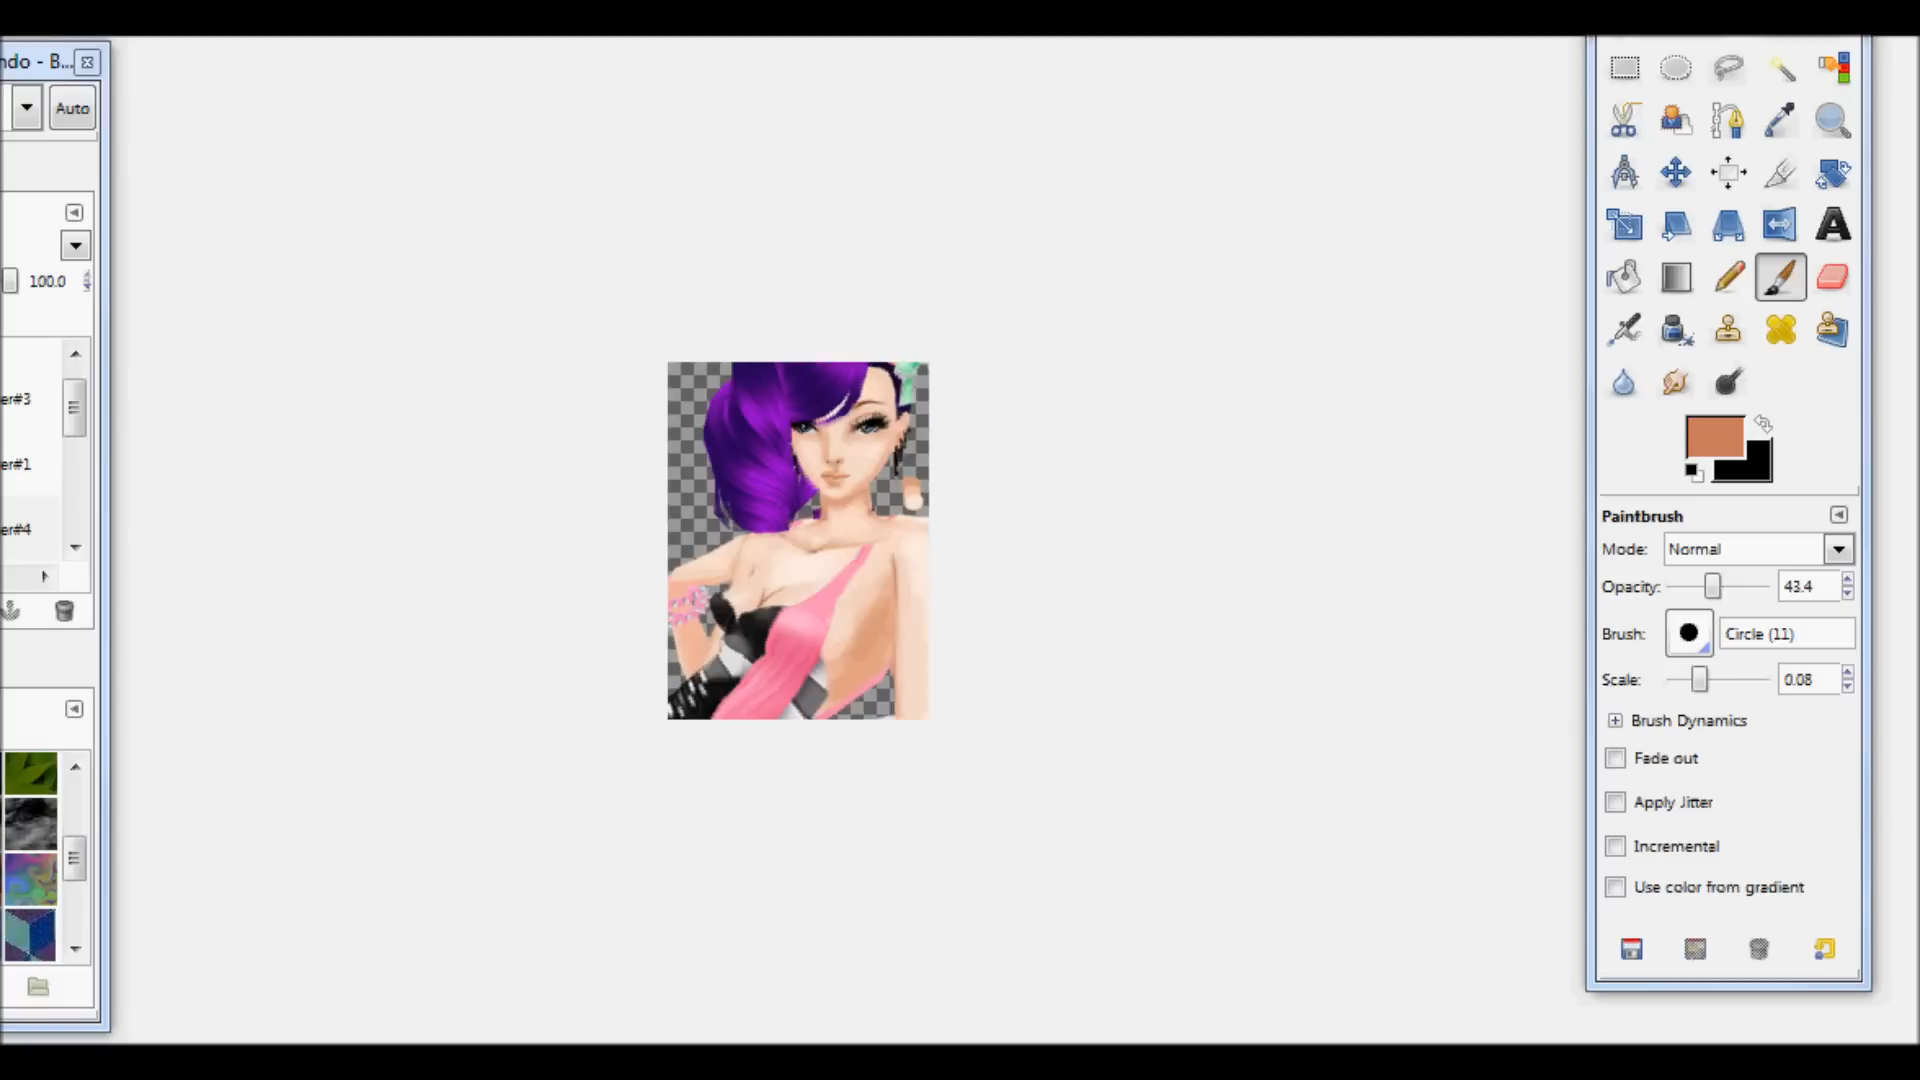 ndo - B...
Auto
100.0
er#3
er#1
er#4
Paintbrush
Mode: Normal
Opacity: 43.4
Brush: Circle (11)
Scale: 0.08
Brush Dynamics
Fade out
Apply Jitter
Incremental
Use color from gradient